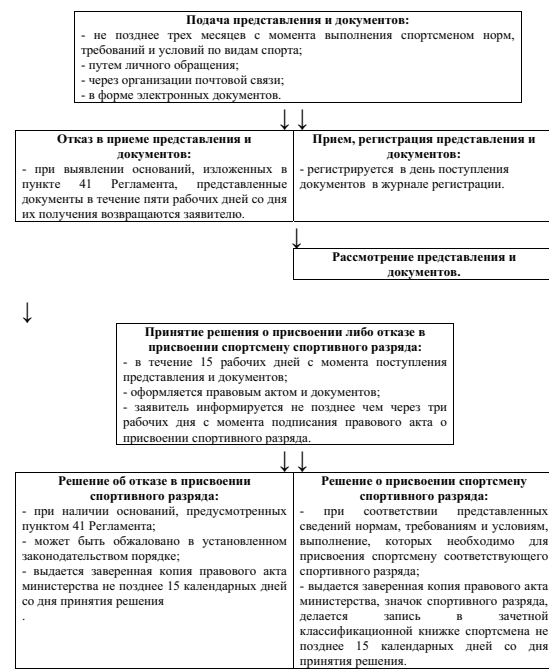 Подача представления и документов:
- не позднее трех месяцев с момента выполнения спортсменом норм,
требований и условий по видам спорта;
- путем личного обращения;
- через организации почтовой связи;
- в форме электронных документов.
↓↓
Отказ в приеме представления и
документов:
- при выявлении оснований, изложенных в
пункте 41 Регламента, представленные
документы в течение пяти рабочих дней со дня
их получения возвращаются заявителю.
Прием, регистрация представления и
документов:
- регистрируется в день поступления
документов в журнале регистрации.
↓
Рассмотрение представления и
документов.
↓
Принятие решения о присвоении либо отказе в
присвоении спортсмену спортивного разряда:
- в течение 15 рабочих дней с момента поступления
представления и документов;
- оформляется правовым актом и документов;
- заявитель информируется не позднее чем через три
рабочих дня с момента подписания правового акта о
присвоении спортивного разряда.
↓↓
Решение об отказе в присвоении
спортивного разряда:
- при наличии оснований, предусмотренных
пунктом 41 Регламента;
- может быть обжаловано в установленном
законодательством порядке;
- выдается заверенная копия правового акта
министерства не позднее 15 календарных дней
со дня принятия решения
.
Решение о присвоении спортсмену
спортивного разряда:
- при соответствии представленных
сведений нормам, требованиям и условиям,
выполнение, которых необходимо для
присвоения спортсмену соответствующего
спортивного разряда;
- выдается заверенная копия правового акта
министерства, значок спортивного разряда,
делается запись в зачетной
классификационной книжке спортсмена не
позднее 15 календарных дней со дня
принятия решения.